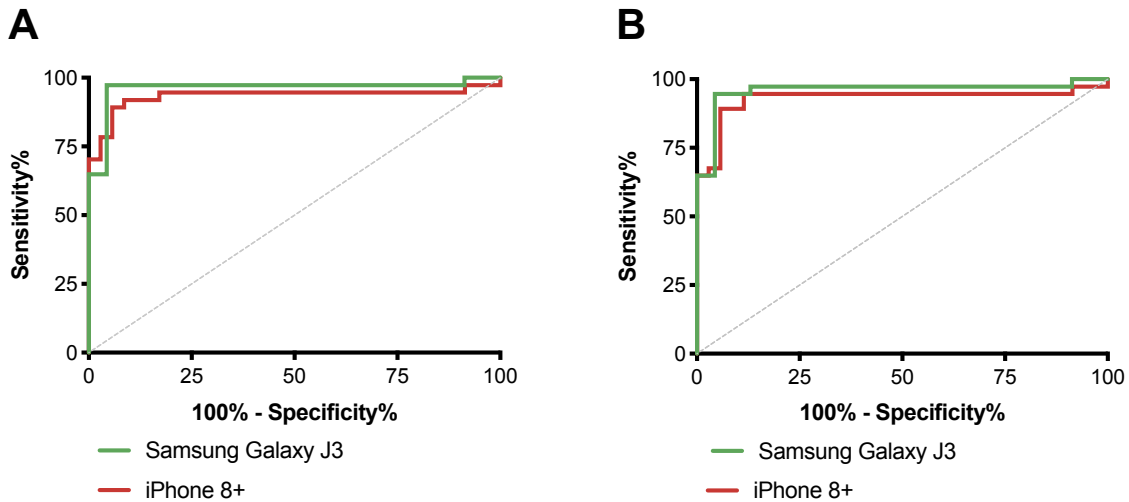 A
100
75
50
25
0
Sensitivity%
0 25 50 75 100
100% - Specificity%
Samsung Galaxy J3
iPhone 8+
B
100
75
50
25
0
Sensitivity%
0 25 50 75 100
100% - Specificity%
Samsung Galaxy J3
iPhone 8+